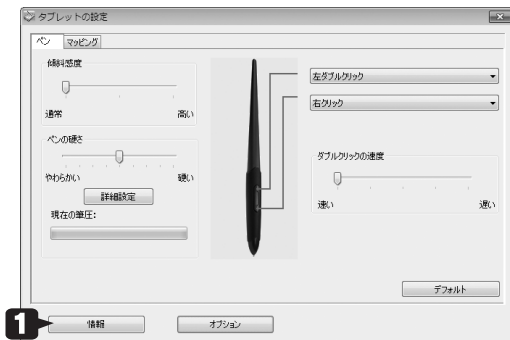 タブレットの設定
ペン マッピング
傾斜感度
通常 高い
ペンの硬さ
やわらかい 硬い
詳細設定
現在の筆圧:
左ダブルクリック
右クリック
ダブルクリックの速度
速い 遅い
デフォルト
1 情報 オプション